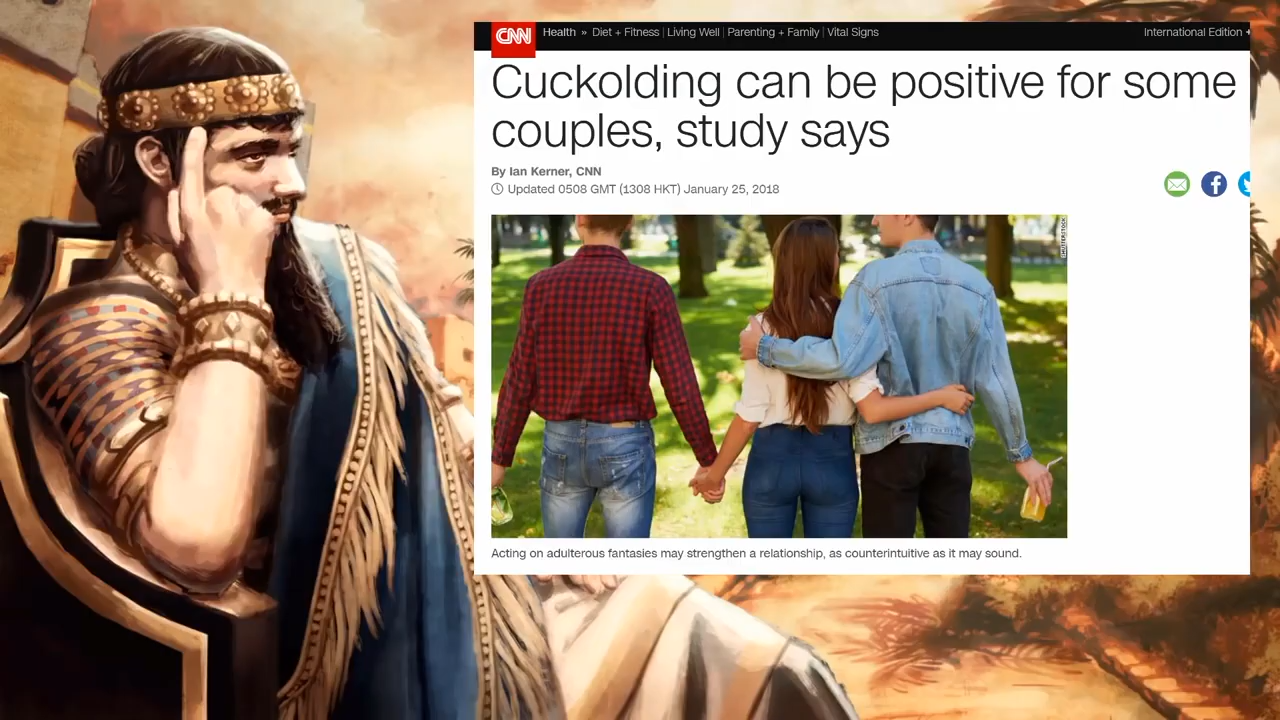 CNN Health » Diet + Fitness | Living Well | Parenting + Family | Vital Signs International Edition +
Cuckolding can be positive for some
couples, study says
By Ian Kerner, CNN
Updated 0508 GMT (1308 HKT) January 25, 2018
SHUTTERSTOCK
Acting on adulterous fantasies may strengthen a relationship, as counterintuitive as it may sound.